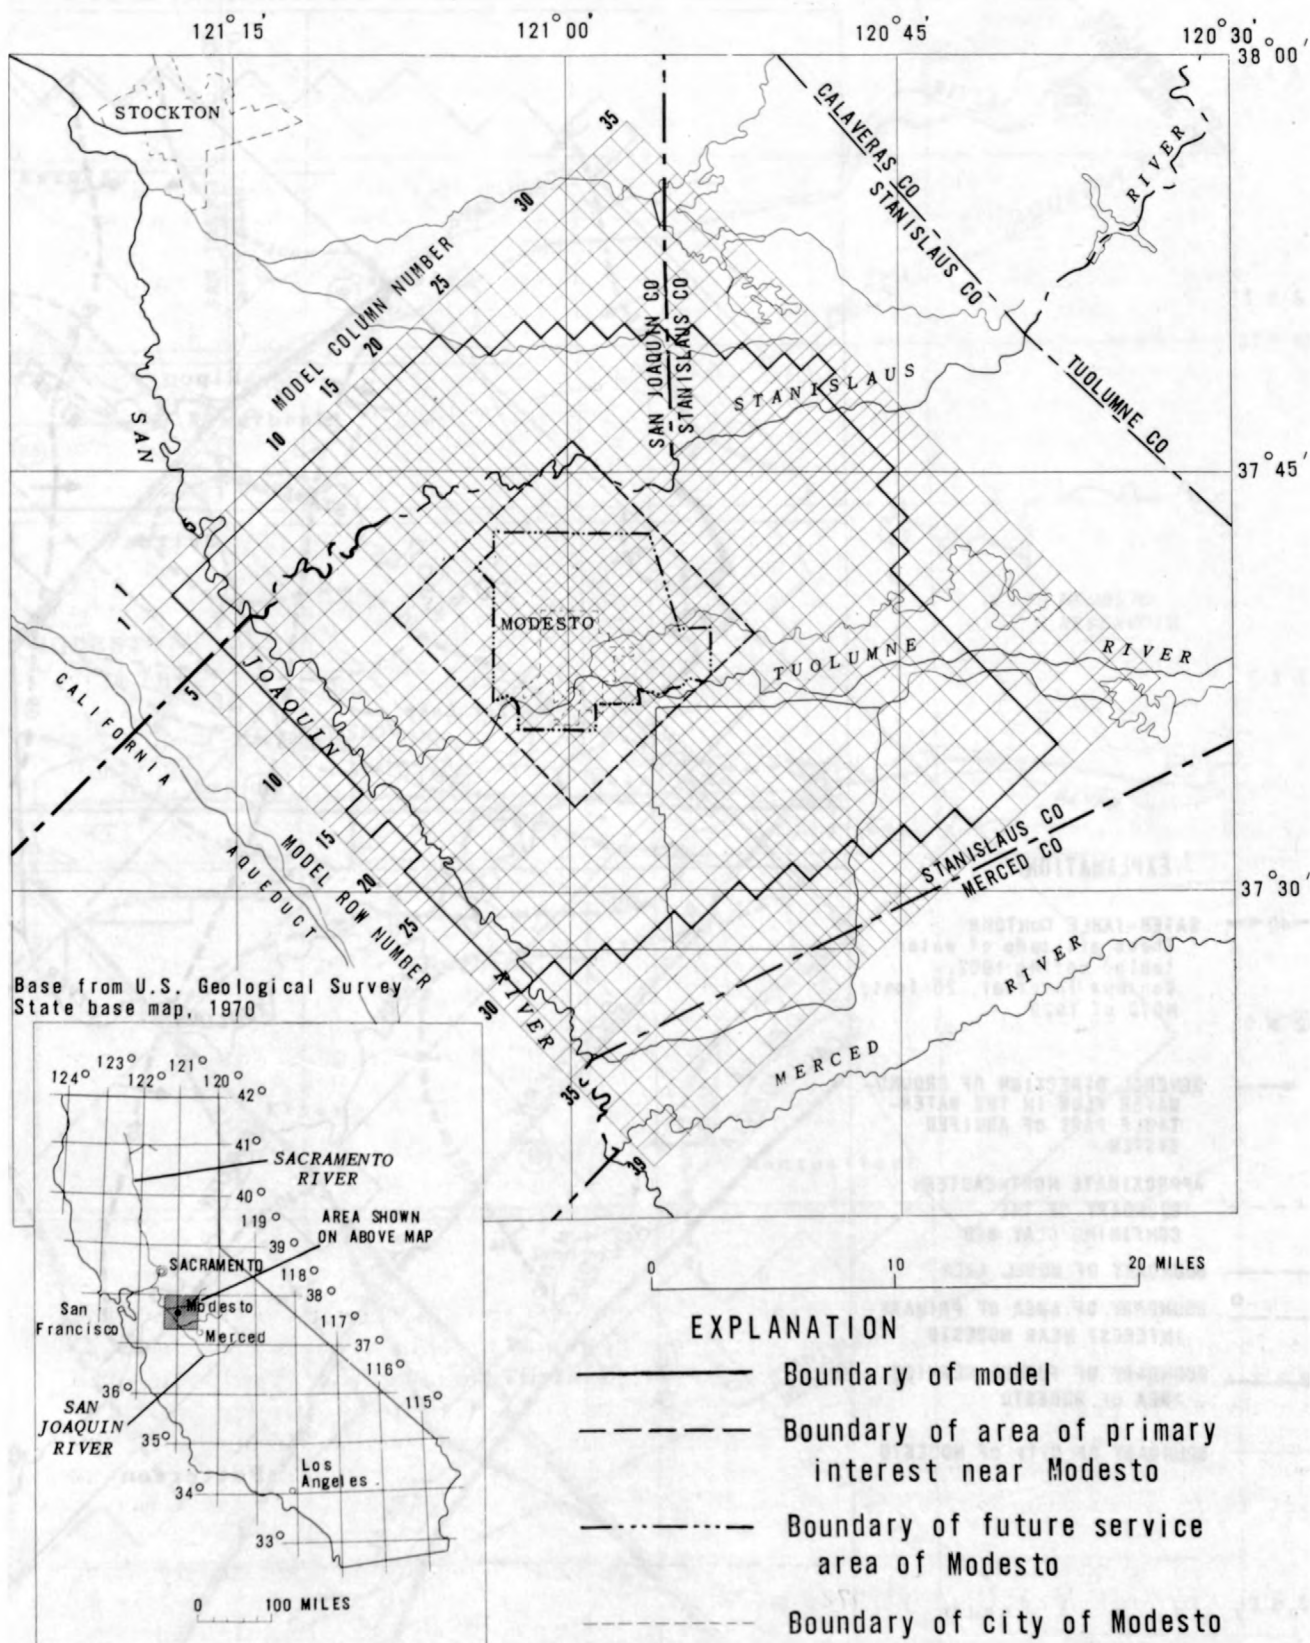 121°15′
121°00′
120°45′
120°30′
38°00′
STOCKTON
35
CALAVERAS CO
STANISLAUS CO
RIVER
30
MODEL COLUMN NUMBER
25
20
15
10
SAN JOAQUIN CO
STANISLAUS CO
STANISLAUS
TUOLUMNE CO
SAN
37°45′
5
1
1
MODESTO
TUOLUMNE
RIVER
JOAQUIN
5
CALIFORNIA
10
15
MODEL ROW NUMBER
20
25
AQUEDUCT
STANISLAUS CO
MERCED CO
37°30′
RIVER
30
RIVER
MERCED
35
39
Base from U.S. Geological Survey
State base map, 1970
124°
123°
122°
121°
120°
42°
41°
SACRAMENTO
RIVER
40°
119°
AREA SHOWN
ON ABOVE MAP
39°
SACRAMENTO
118°
38°
Modesto
San
Francisco
117°
Merced
37°
116°
36°
115°
SAN
JOAQUIN
RIVER
35°
Los
Angeles
34°
33°
0 100 MILES
0 10 20 MILES
EXPLANATION
Boundary of model
Boundary of area of primary
interest near Modesto
Boundary of future service
area of Modesto
Boundary of city of Modesto